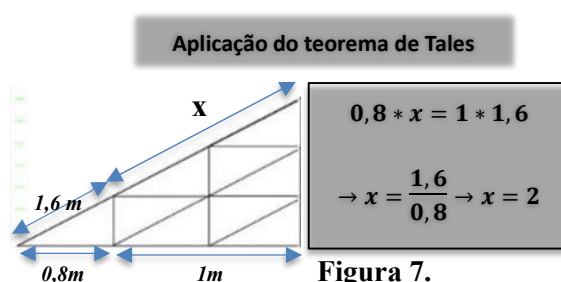 Aplicação do teorema de Tales
x
1,6 m
0,8m
1m
0,8 * x = 1 * 1,6
→ x = 1,6/0,8 → x = 2
Figura 7.